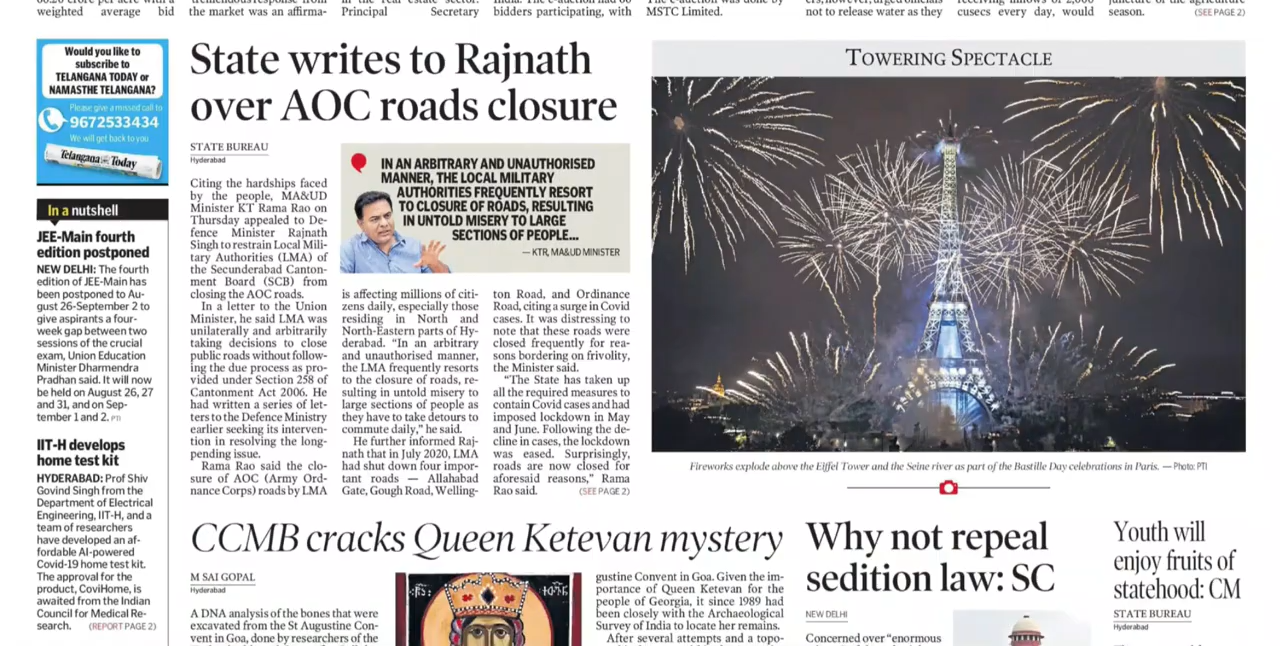 weighted average bid
the market was an affirma-
Principal Secretary
bidders participating, with
MSTC Limited.
not to release water as they
cusecs every day, would
season. (SEE PAGE 2)
Would you like to
subscribe to
TELANGANA TODAY or
NAMASTHE TELANGANA?
Please give a missed call to
9672533434
We will get back to you
Telangana Today
In a nutshell
JEE-Main fourth
edition postponed
NEW DELHI: The fourth
edition of JEE-Main has
been postponed to Au-
gust 26-September 2 to
give aspirants a four-
week gap between two
sessions of the crucial
exam, Union Education
Minister Dharmendra
Pradhan said. It will now
be held on August 26, 27
and 31, and on Sep-
tember 1 and 2. PTI
IIT-H develops
home test kit
HYDERABAD: Prof Shiv
Govind Singh from the
Department of Electrical
Engineering, IIT-H, and a
team of researchers
have developed an af-
fordable AI-powered
Covid-19 home test kit.
The approval for the
product, CoviHome, is
awaited from the Indian
Council for Medical Re-
search. (REPORT PAGE 2)
State writes to Rajnath
over AOC roads closure
STATE BUREAU
Hyderabad
Citing the hardships faced
by the people, MA&UD
Minister KT Rama Rao on
Thursday appealed to De-
fence Minister Rajnath
Singh to restrain Local Mili-
tary Authorities (LMA) of
the Secunderabad Canton-
ment Board (SCB) from
closing the AOC roads.
In a letter to the Union
Minister, he said LMA was
unilaterally and arbitrarily
taking decisions to close
public roads without follow-
ing the due process as pro-
vided under Section 258 of
Cantonment Act 2006. He
had written a series of let-
ters to the Defence Ministry
earlier seeking its interven-
tion in resolving the long-
pending issue.
Rama Rao said the clo-
sure of AOC (Army Ord-
nance Corps) roads by LMA
IN AN ARBITRARY AND UNAUTHORISED
MANNER, THE LOCAL MILITARY
AUTHORITIES FREQUENTLY RESORT
TO CLOSURE OF ROADS, RESULTING
IN UNTOLD MISERY TO LARGE
SECTIONS OF PEOPLE...
— KTR, MA&UD MINISTER
is affecting millions of citi-
zens daily, especially those
residing in North and
North-Eastern parts of Hy-
derabad. “In an arbitrary
and unauthorised manner,
the LMA frequently resorts
to the closure of roads, re-
sulting in untold misery to
large sections of people as
they have to take detours to
commute daily,” he said.
He further informed Raj-
nath that in July 2020, LMA
had shut down four impor-
tant roads — Allahabad
Gate, Gough Road, Welling-
ton Road, and Ordinance
Road, citing a surge in Covid
cases. It was distressing to
note that these roads were
closed frequently for rea-
sons bordering on frivolity,
the Minister said.
“The State has taken up
all the required measures to
contain Covid cases and had
imposed lockdown in May
and June. Following the de-
cline in cases, the lockdown
was eased. Surprisingly,
roads are now closed for
aforesaid reasons,” Rama
Rao said. (SEE PAGE 2)
TOWERING SPECTACLE
Fireworks explode above the Eiffel Tower and the Seine river as part of the Bastille Day celebrations in Paris. — Photo: PTI
CCMB cracks Queen Ketevan mystery
M SAI GOPAL
Hyderabad
A DNA analysis of the bones that were
excavated from the St Augustine Con-
vent in Goa, done by researchers of the
gustine Convent in Goa. Given the im-
portance of Queen Ketevan for the
people of Georgia, it since 1989 had
been closely with the Archaeological
Survey of India to locate her remains.
After several attempts and a topo-
Why not repeal
sedition law: SC
NEW DELHI
Concerned over “enormous
Youth will
enjoy fruits of
statehood: CM
STATE BUREAU
Hyderabad